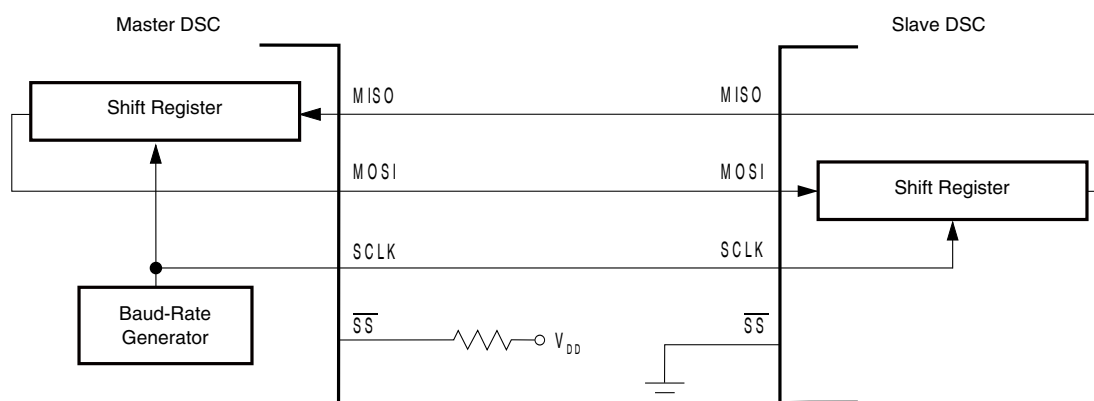 Master DSC
Slave DSC
Shift Register
MISO
MISO
MOSI
MOSI
Shift Register
SCLK
SCLK
Baud-Rate
Generator
SS
VDD
SS